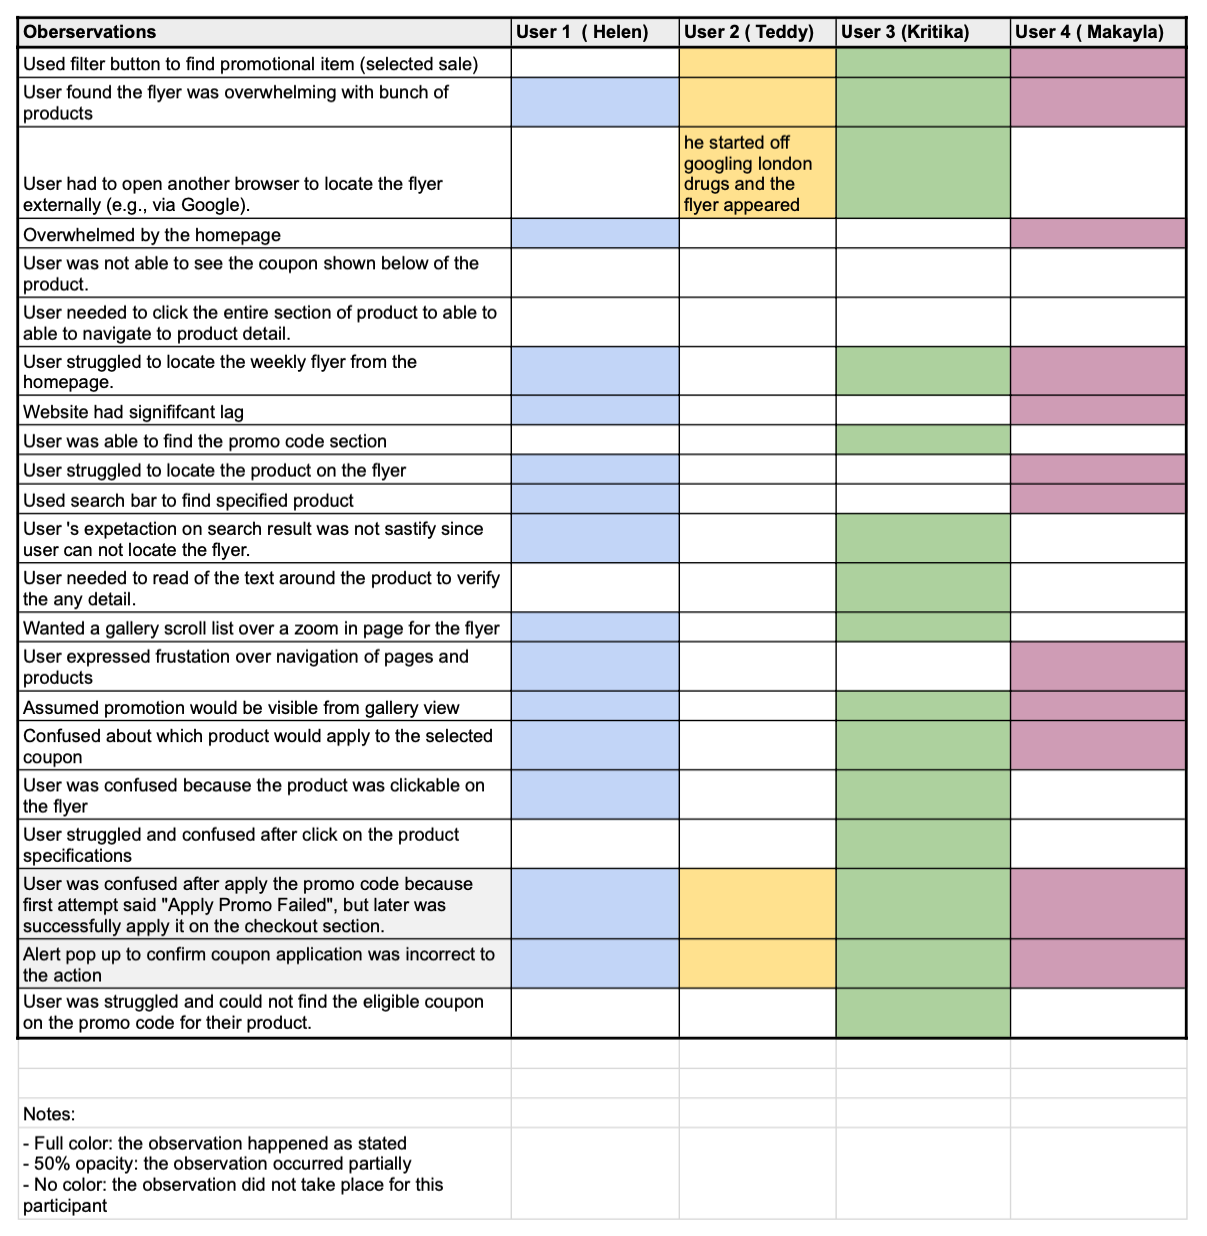 Oberservations User 1 ( Helen) User 2 ( Teddy) User 3 (Kritika) User 4 ( Makayla)
Used filter button to find promotional item (selected sale)
User found the flyer was overwhelming with bunch of
products
he started off
googling london
drugs and the
flyer appeared
User had to open another browser to locate the flyer
externally (e.g., via Google).
Overwhelmed by the homepage
User was not able to see the coupon shown below of the
product.
User needed to click the entire section of product to able to
able to navigate to product detail.
User struggled to locate the weekly flyer from the
homepage.
Website had signififcant lag
User was able to find the promo code section
User struggled to locate the product on the flyer
Used search bar to find specified product
User 's expetaction on search result was not sastify since
user can not locate the flyer.
User needed to read of the text around the product to verify
the any detail.
Wanted a gallery scroll list over a zoom in page for the flyer
User expressed frustation over navigation of pages and
products
Assumed promotion would be visible from gallery view
Confused about which product would apply to the selected
coupon
User was confused because the product was clickable on
the flyer
User struggled and confused after click on the product
specifications
User was confused after apply the promo code because
first attempt said "Apply Promo Failed", but later was
successfully apply it on the checkout section.
Alert pop up to confirm coupon application was incorrect to
the action
User was struggled and could not find the eligible coupon
on the promo code for their product.
Notes:
- Full color: the observation happened as stated
- 50% opacity: the observation occurred partially
- No color: the observation did not take place for this
participant